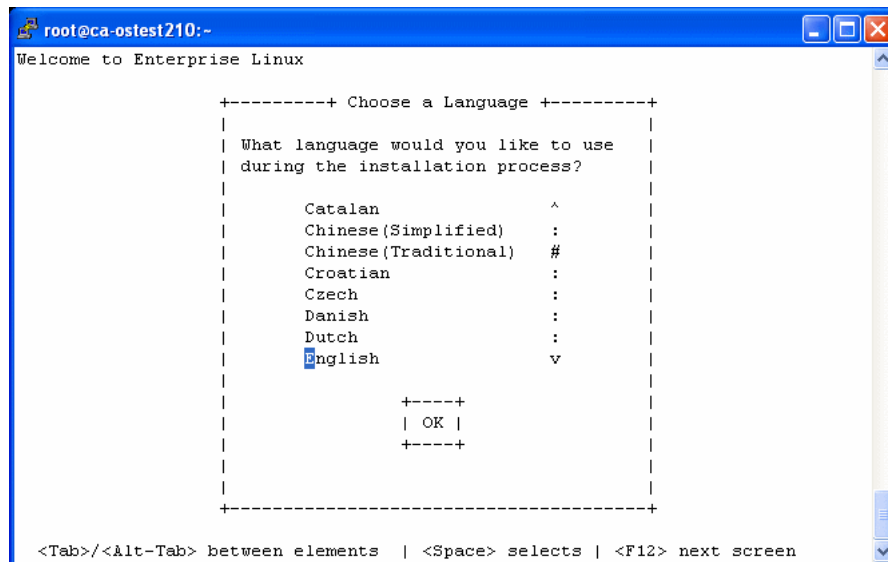 root@ca-ostest210:~
Welcome to Enterprise Linux
+---------+ Choose a Language +---------+
What language would you like to use
during the installation process?
Catalan ^
Chinese(Simplified) :
Chinese(Traditional) #
Croatian :
Czech :
Danish :
Dutch :
English v
+----+
| OK |
+----+
+---------------------------------------+
<Tab>/<Alt-Tab> between elements | <Space> selects | <F12> next screen